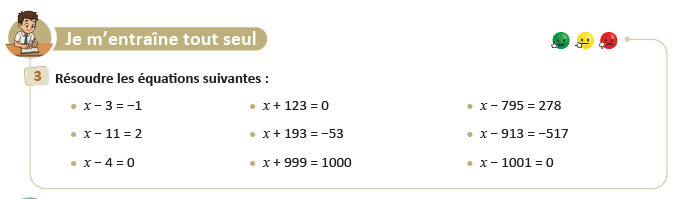 Je m'entraîne tout seul
3 Résoudre les équations suivantes :
• x – 3 = –1 • x + 123 = 0 • x – 795 = 278
• x – 11 = 2 • x + 193 = –53 • x – 913 = –517
• x – 4 = 0 • x + 999 = 1000 • x – 1001 = 0